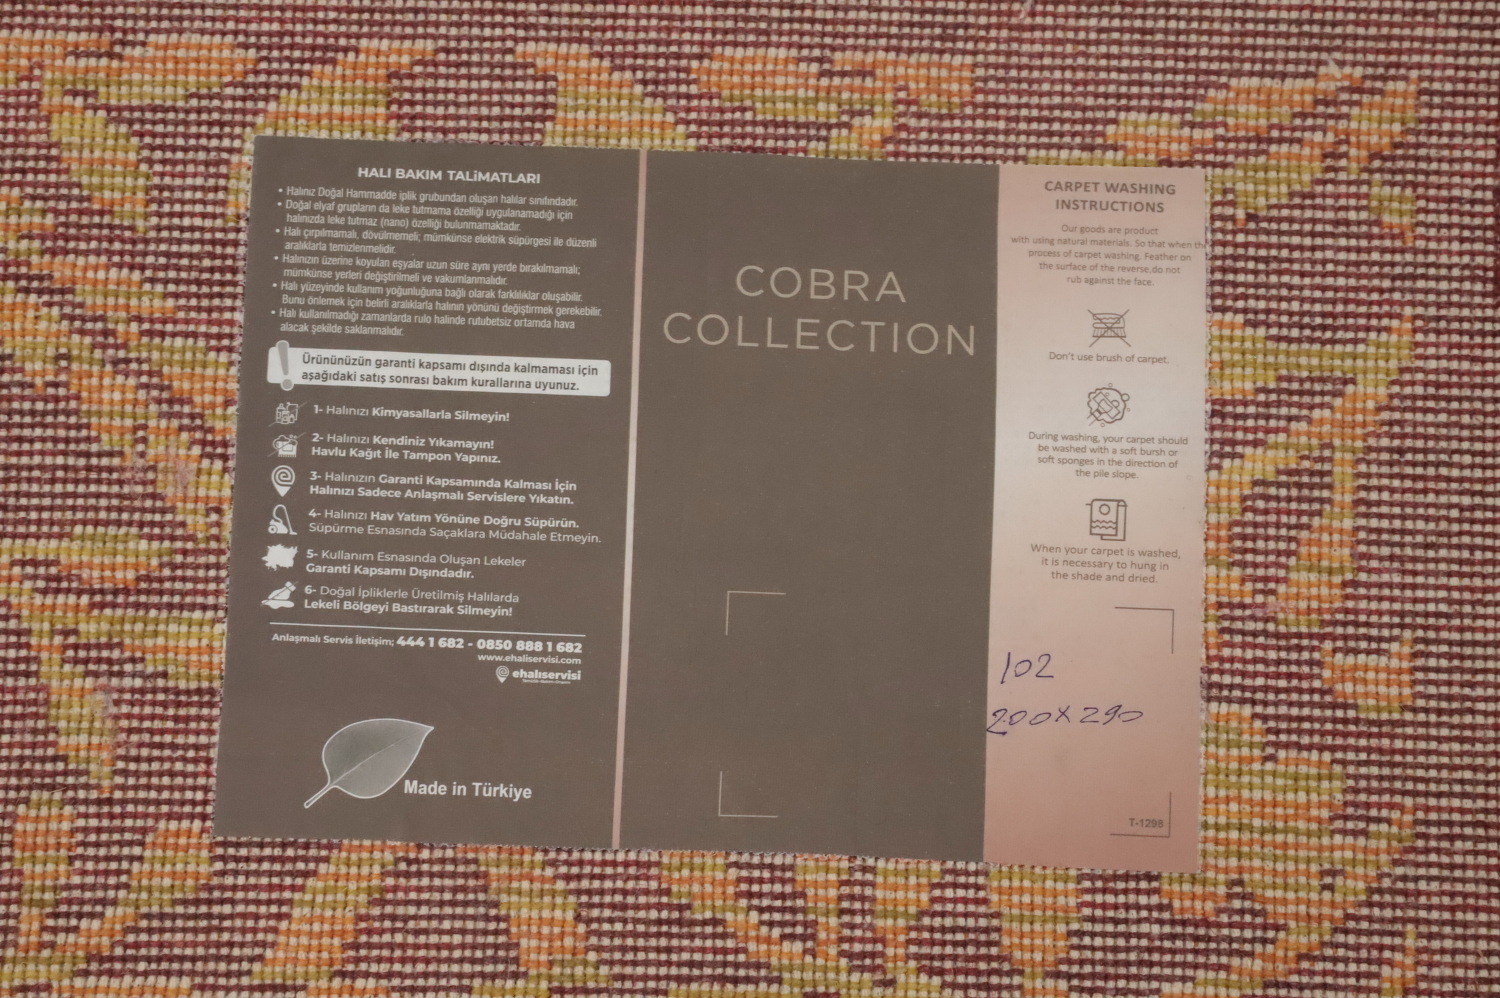 HALI BAKIM TALİMATLARI
• Halınız Doğal Hammadde iplik grubundan oluşan halılar sınıfındadır.
• Doğal elyaf grupların da leke tutmama özelliği uygulanamadığı için
halınızda leke tutmaz (nano) özelliği bulunmamaktadır.
• Halı çırpılmamalı, dövülmemeli; mümkünse elektrik süpürgesi ile düzenli
aralıklarla temizlenmelidir.
• Halınızın üzerine koyulan eşyalar uzun süre aynı yerde bırakılmamalı;
mümkünse yerleri değiştirilmeli ve vakumlanmalıdır.
• Halı yüzeyinde kullanım yoğunluğuna bağlı olarak farklılıklar oluşabilir.
Bunu önlemek için belirli aralıklarla halının yönünü değiştirmek gerekebilir.
• Halı kullanılmadığı zamanlarda rulo halinde rutubetsiz ortamda hava
alacak şekilde saklanmalıdır.
Ürününüzün garanti kapsamı dışında kalmaması için
aşağıdaki satış sonrası bakım kurallarına uyunuz.
1- Halınızı Kimyasallarla Silmeyin!
2- Halınızı Kendiniz Yıkamayın!
Havlu Kağıt İle Tampon Yapınız.
3- Halınızın Garanti Kapsamında Kalması İçin
Halınızı Sadece Anlaşmalı Servislere Yıkatın.
4- Halınızı Hav Yatım Yönüne Doğru Süpürün.
Süpürme Esnasında Saçaklara Müdahale Etmeyin.
5- Kullanım Esnasında Oluşan Lekeler
Garanti Kapsamı Dışındadır.
6- Doğal İpliklerle Üretilmiş Halılarda
Lekeli Bölgeyi Bastırarak Silmeyin!
Anlaşmalı Servis İletişim; 444 1 682 - 0850 888 1 682
www.ehaliservisi.com
ehalıservisi
Made in Türkiye
COBRA
COLLECTION
CARPET WASHING
INSTRUCTIONS
Our goods are product
with using natural materials. So that when the
process of carpet washing. Feather on
the surface of the reverse,do not
rub against the face.
Don't use brush of carpet.
During washing, your carpet should
be washed with a soft bursh or
soft sponges in the direction of
the pile slope.
When your carpet is washed,
it is necessary to hung in
the shade and dried.
102
200X290
T-1298